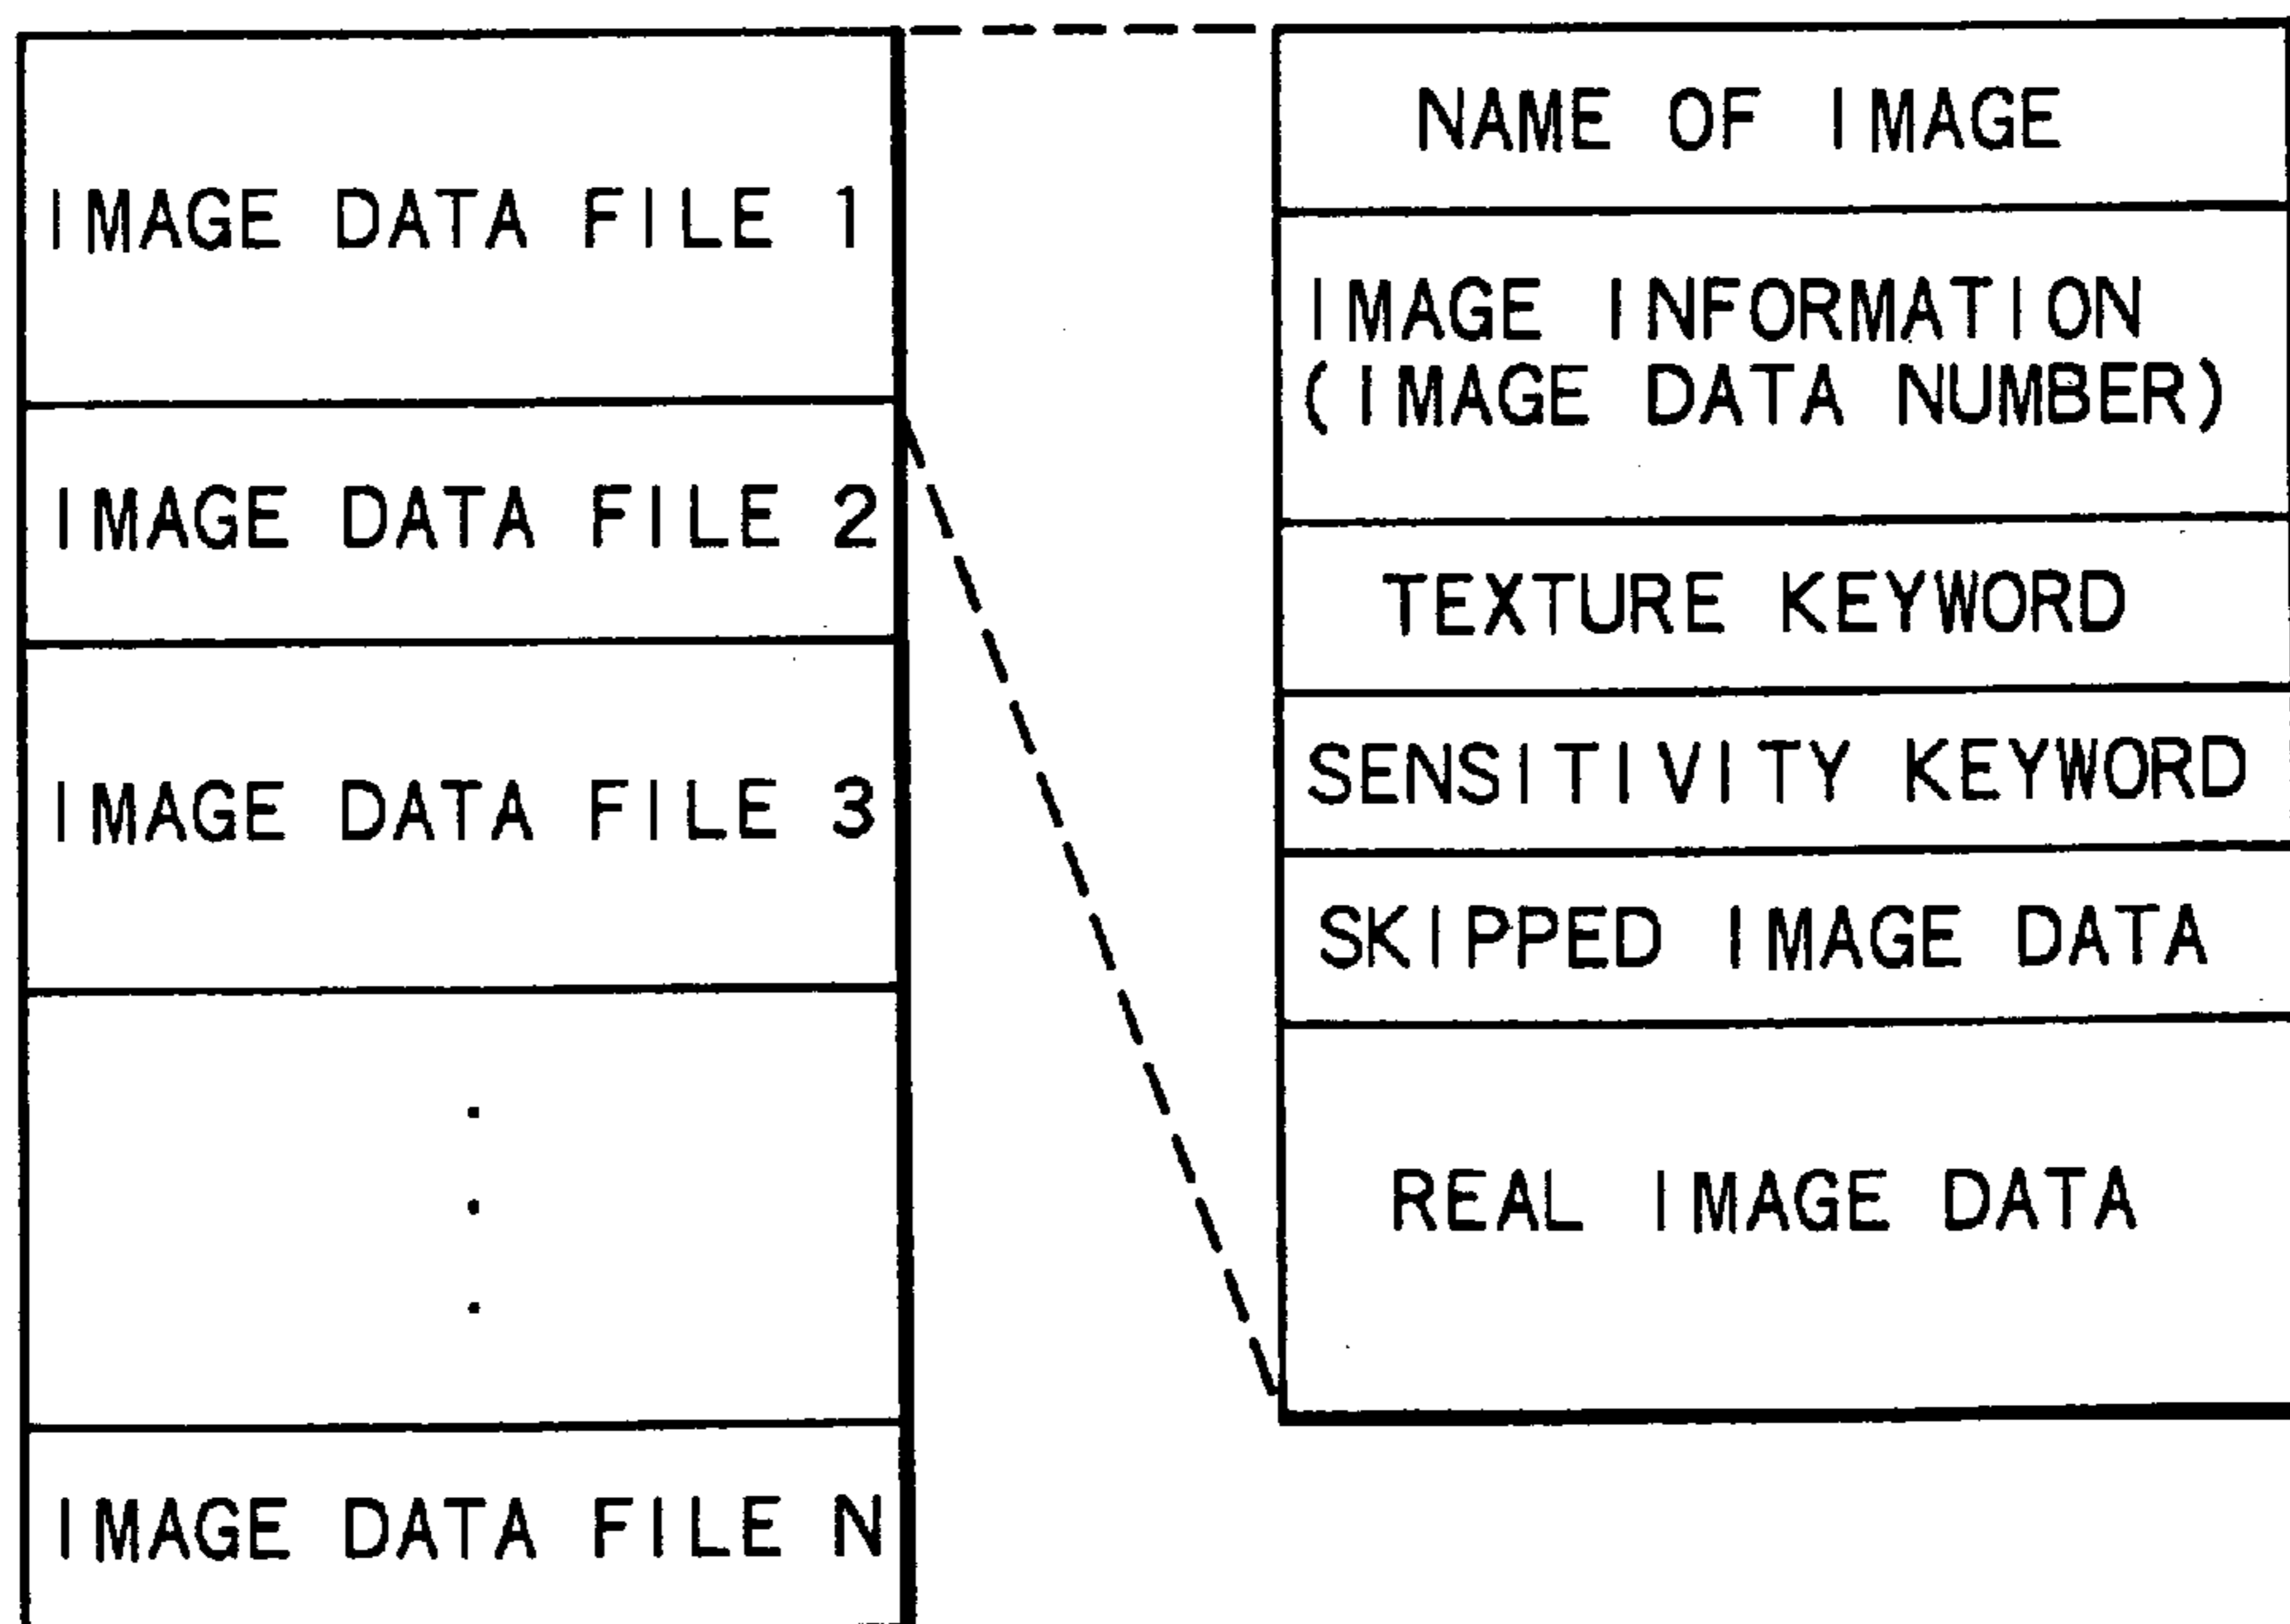 IMAGE DATA FILE 1
IMAGE DATA FILE 2
IMAGE DATA FILE 3
.
.
.
IMAGE DATA FILE N
NAME OF IMAGE
IMAGE INFORMATION
(IMAGE DATA NUMBER)
TEXTURE KEYWORD
SENSITIVITY KEYWORD
SKIPPED IMAGE DATA
REAL IMAGE DATA